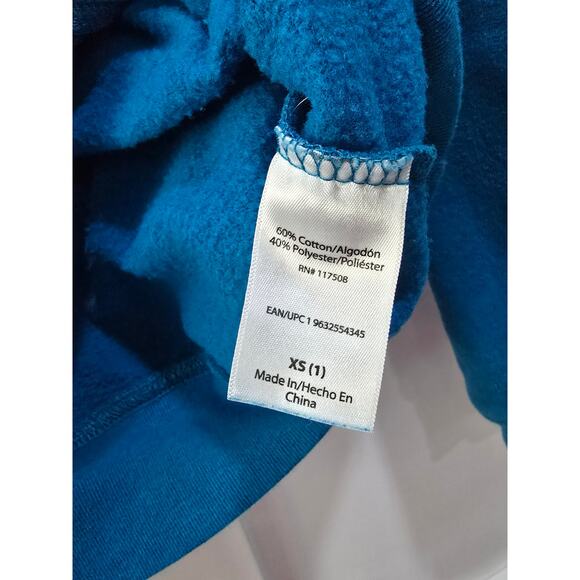 60% Cotton/Algodón
40% Polyester/Poliéster
RN# 117508
EAN/UPC 1 9632554345
XS (1)
Made In/Hecho En
China